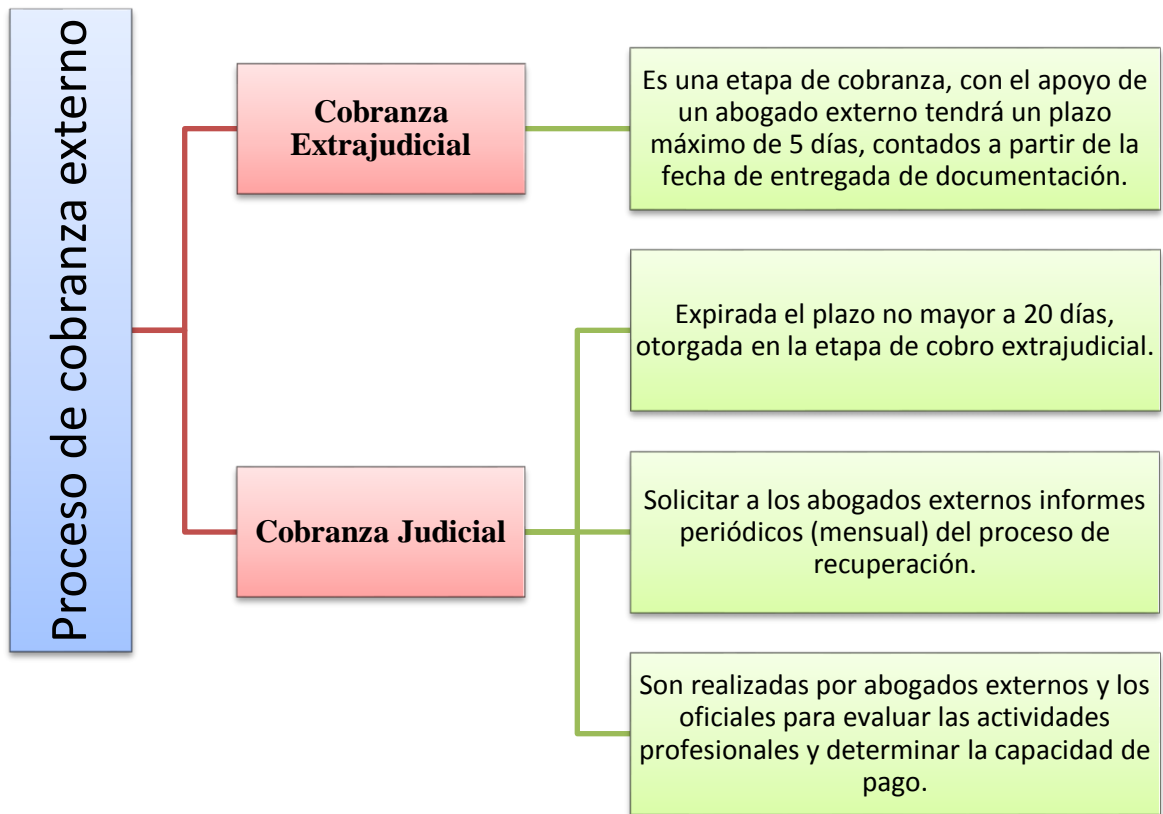 Proceso de cobranza externo
Cobranza
Extrajudicial
Es una etapa de cobranza, con el apoyo de
un abogado externo tendrá un plazo
máximo de 5 días, contados a partir de la
fecha de entregada de documentación.
Cobranza Judicial
Expirada el plazo no mayor a 20 días,
otorgada en la etapa de cobro extrajudicial.
Solicitar a los abogados externos informes
periódicos (mensual) del proceso de
recuperación.
Son realizadas por abogados externos y los
oficiales para evaluar las actividades
profesionales y determinar la capacidad de
pago.